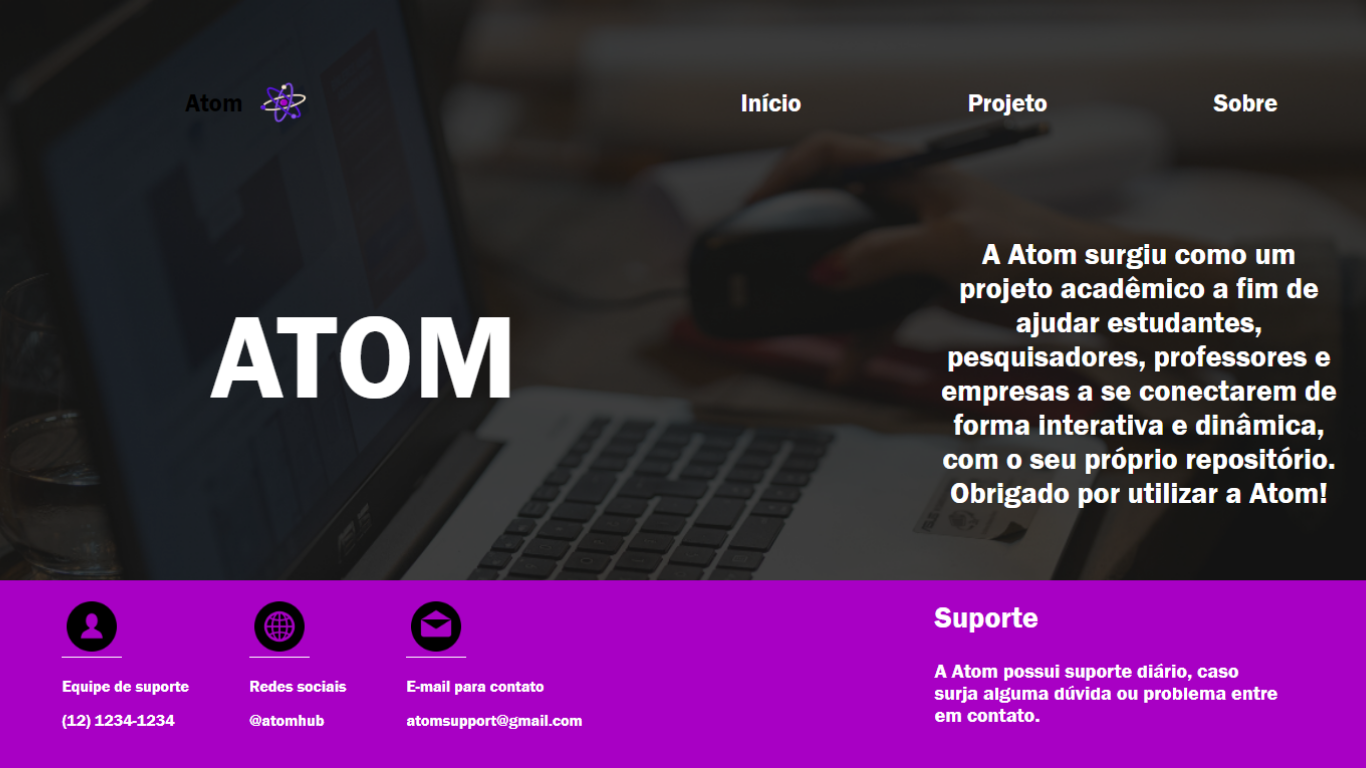 Atom
Início
Projeto
Sobre
ATOM
A Atom surgiu como um
projeto acadêmico a fim de
ajudar estudantes,
pesquisadores, professores e
empresas a se conectarem de
forma interativa e dinâmica,
com o seu próprio repositório.
Obrigado por utilizar a Atom!
Equipe de suporte
(12) 1234-1234
Redes sociais
@atomhub
E-mail para contato
atomsupport@gmail.com
Suporte
A Atom possui suporte diário, caso
surja alguma dúvida ou problema entre
em contato.